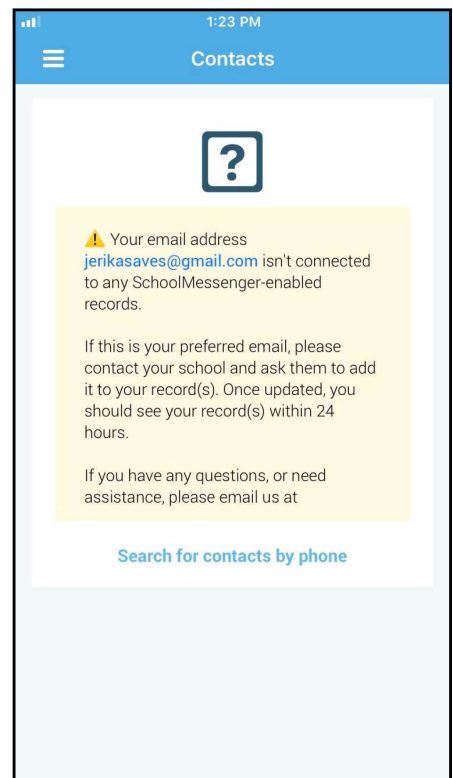 1:23 PM
Contacts
?
Your email address
jerikasaves@gmail.com isn't connected
to any SchoolMessenger-enabled
records.
If this is your preferred email, please
contact your school and ask them to add
it to your record(s). Once updated, you
should see your record(s) within 24
hours.
If you have any questions, or need
assistance, please email us at
Search for contacts by phone